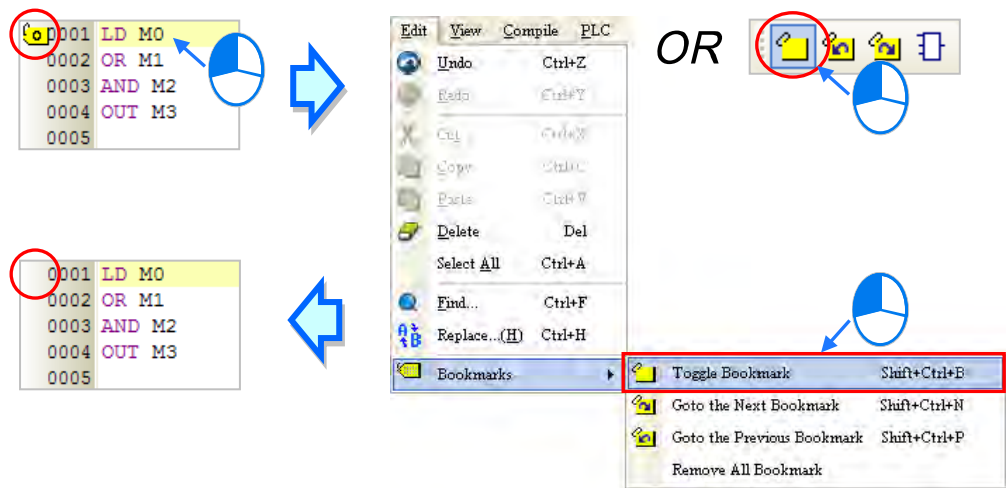 0001 LD M0
0002 OR M1
0003 AND M2
0004 OUT M3
0005
Edit View Compile PLC
Undo Ctrl+Z
Redo Ctrl+Y
Cut Ctrl+X
Copy Ctrl+C
Paste Ctrl+V
Delete Del
Select All Ctrl+A
Find... Ctrl+F
Replace...(H) Ctrl+H
Bookmarks
Toggle Bookmark Shift+Ctrl+B
Goto the Next Bookmark Shift+Ctrl+N
Goto the Previous Bookmark Shift+Ctrl+P
Remove All Bookmark
OR
0001 LD M0
0002 OR M1
0003 AND M2
0004 OUT M3
0005